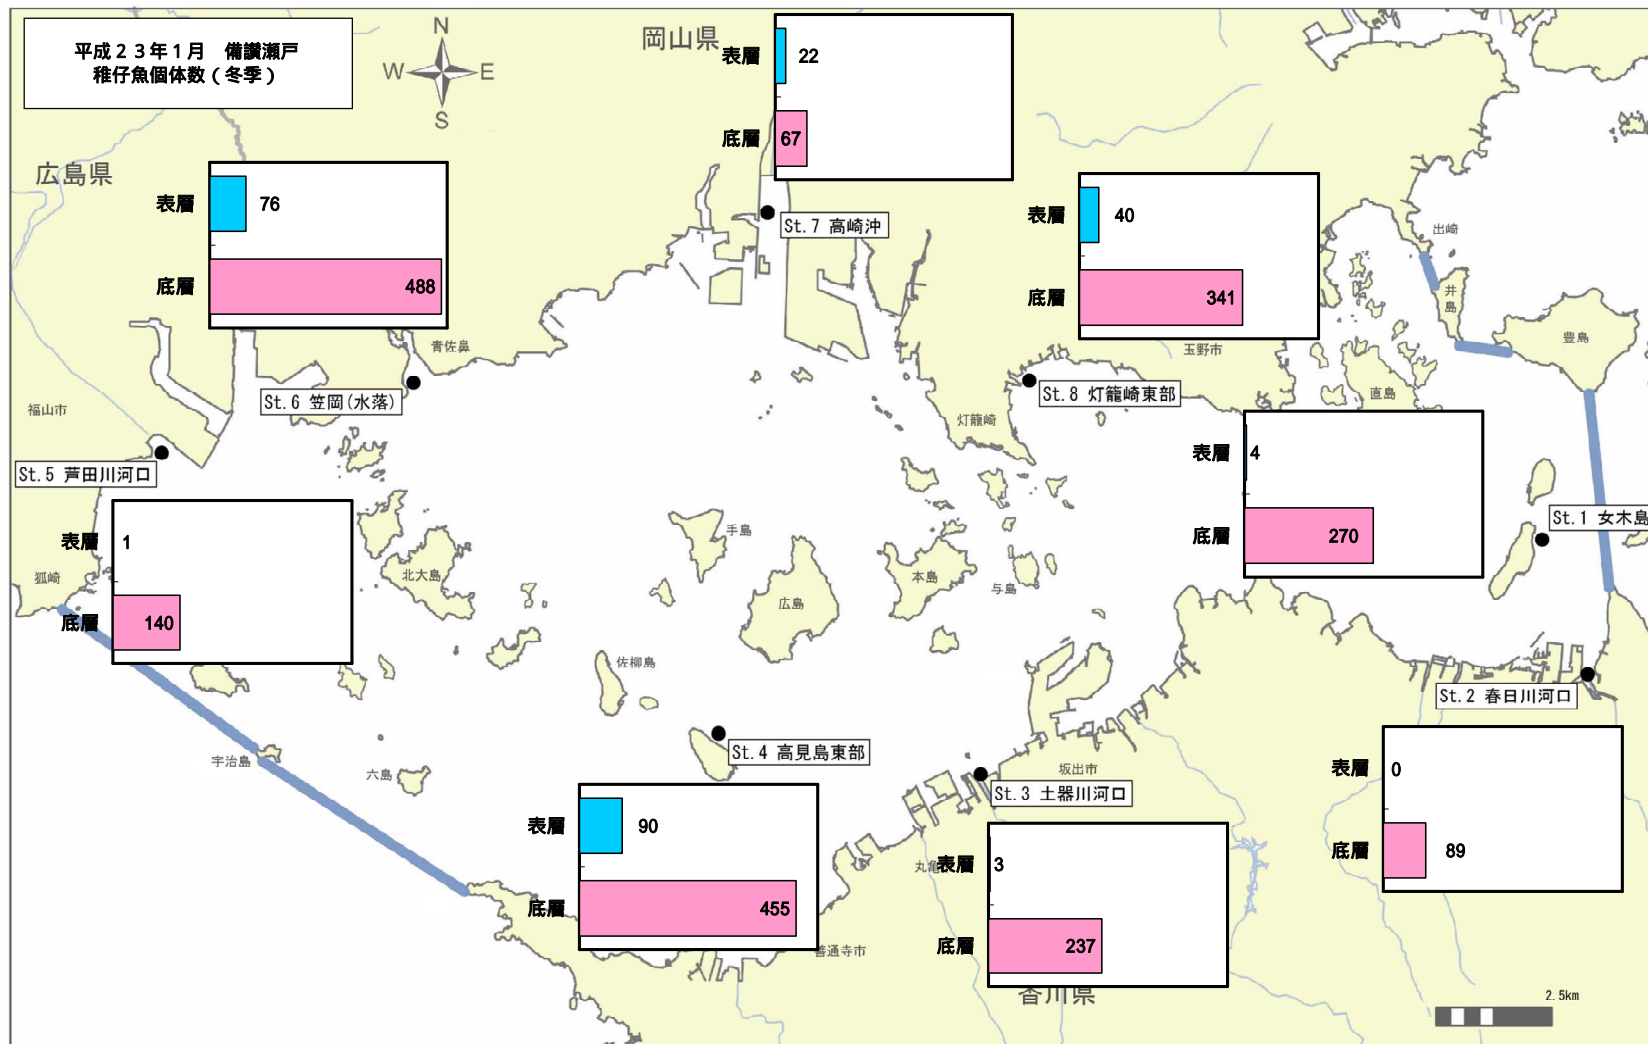 平成２３年１月　備讃瀬戸
稚仔魚個体数（冬季）
N
W
E
S
岡山県
表層
22
底層
67
広島県
表層
76
底層
488
St.7 高崎沖
表層
40
底層
341
出崎
井島
豊島
玉野市
直島
青佐鼻
St.6 笠岡(水落)
St.8 灯籠崎東部
灯籠崎
福山市
St.5 芦田川河口
表層
4
底層
270
St.1 女木島
表層
1
底層
140
狐崎
北大島
手島
広島
本島
与島
佐柳島
St.2 春日川河口
宇治島
六島
St.4 高見島東部
St.3 土器川河口
坂出市
表層
0
底層
89
表層
90
底層
455
丸亀
表層
3
底層
237
善通寺市
香川県
2.5km